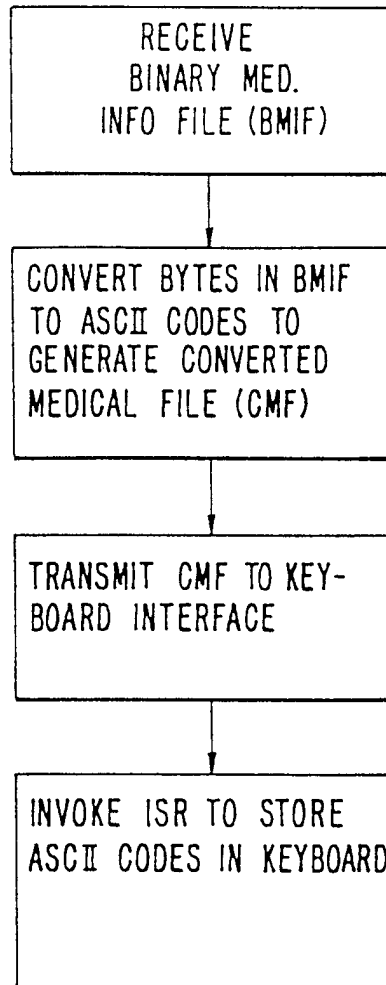 RECEIVE
BINARY MED.
INFO FILE (BMIF)
CONVERT BYTES IN BMIF
TO ASCII CODES TO
GENERATE CONVERTED
MEDICAL FILE (CMF)
TRANSMIT CMF TO KEY-
BOARD INTERFACE
INVOKE ISR TO STORE
ASCII CODES IN KEYBOARD